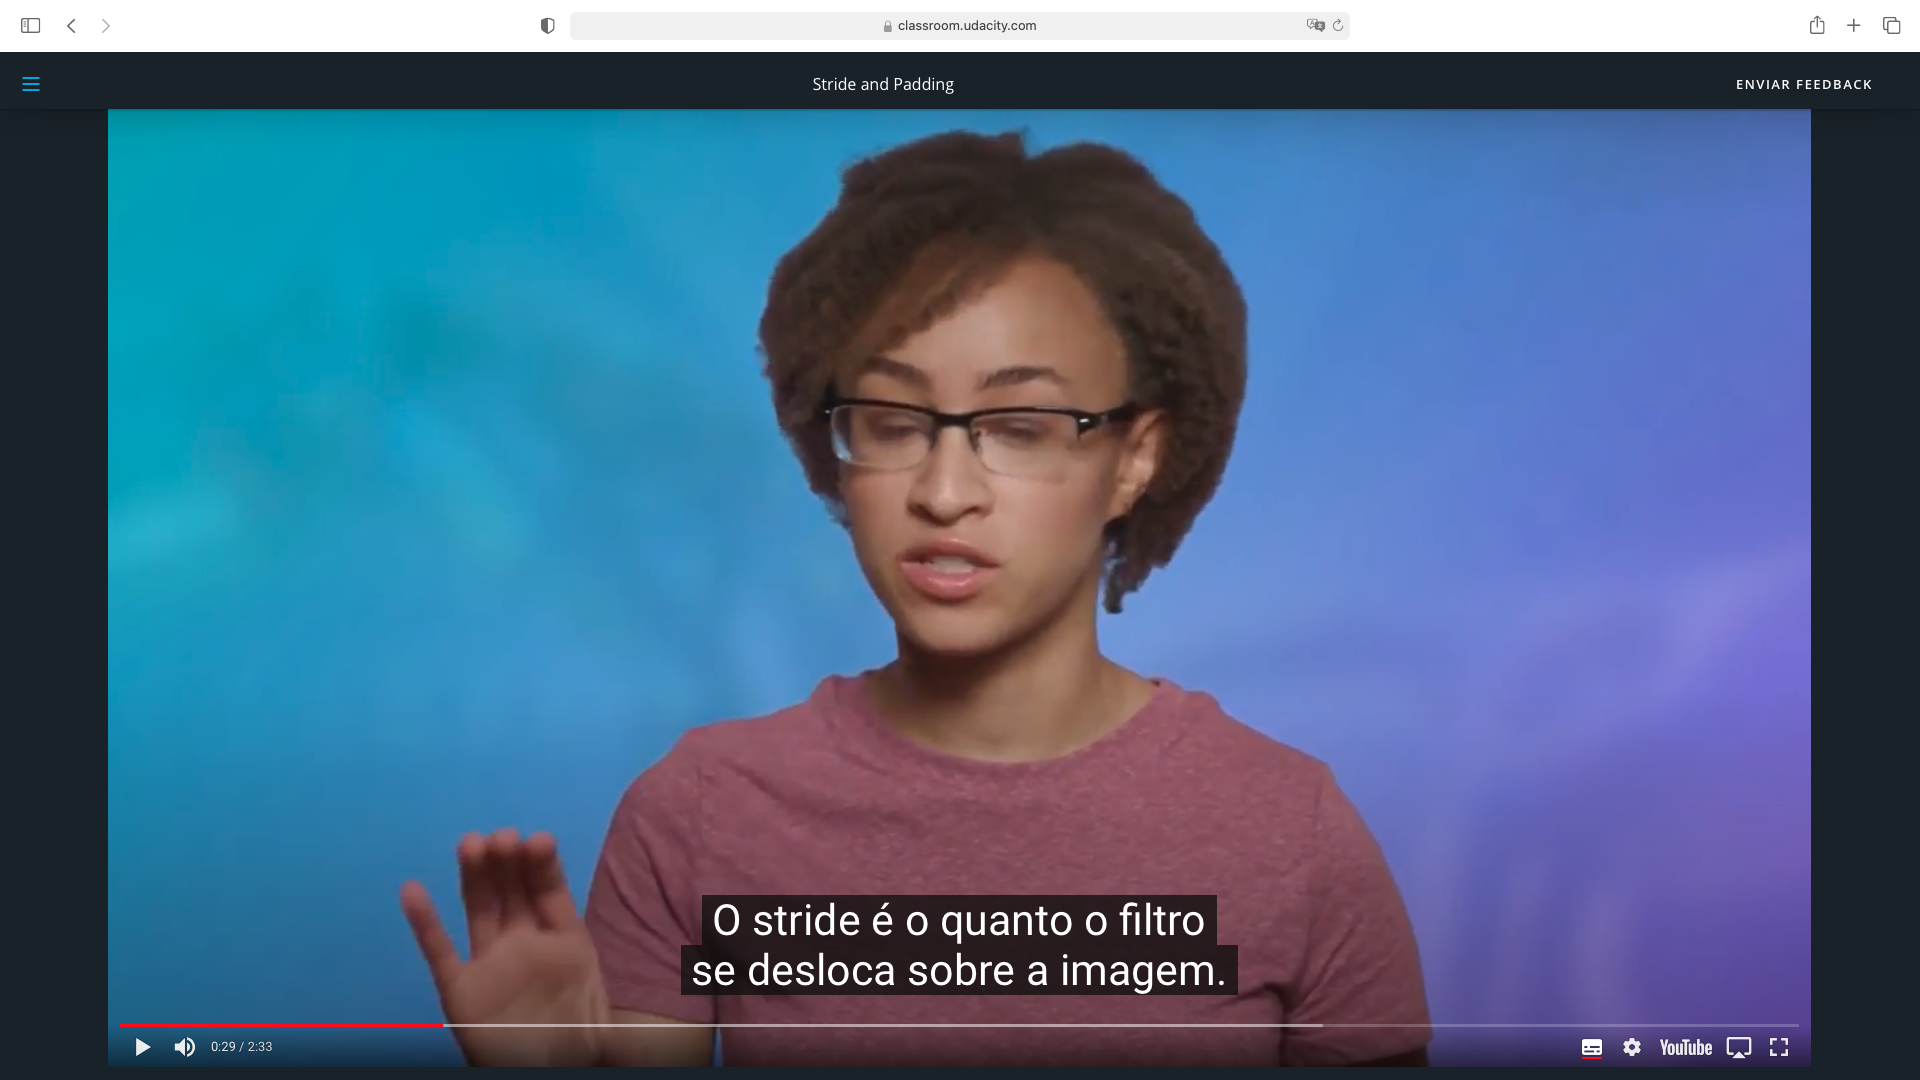 classroom.udacity.com
Stride and Padding
ENVIAR FEEDBACK
O stride é o quanto o filtro
se desloca sobre a imagem.
0:29 / 2:33
YouTube